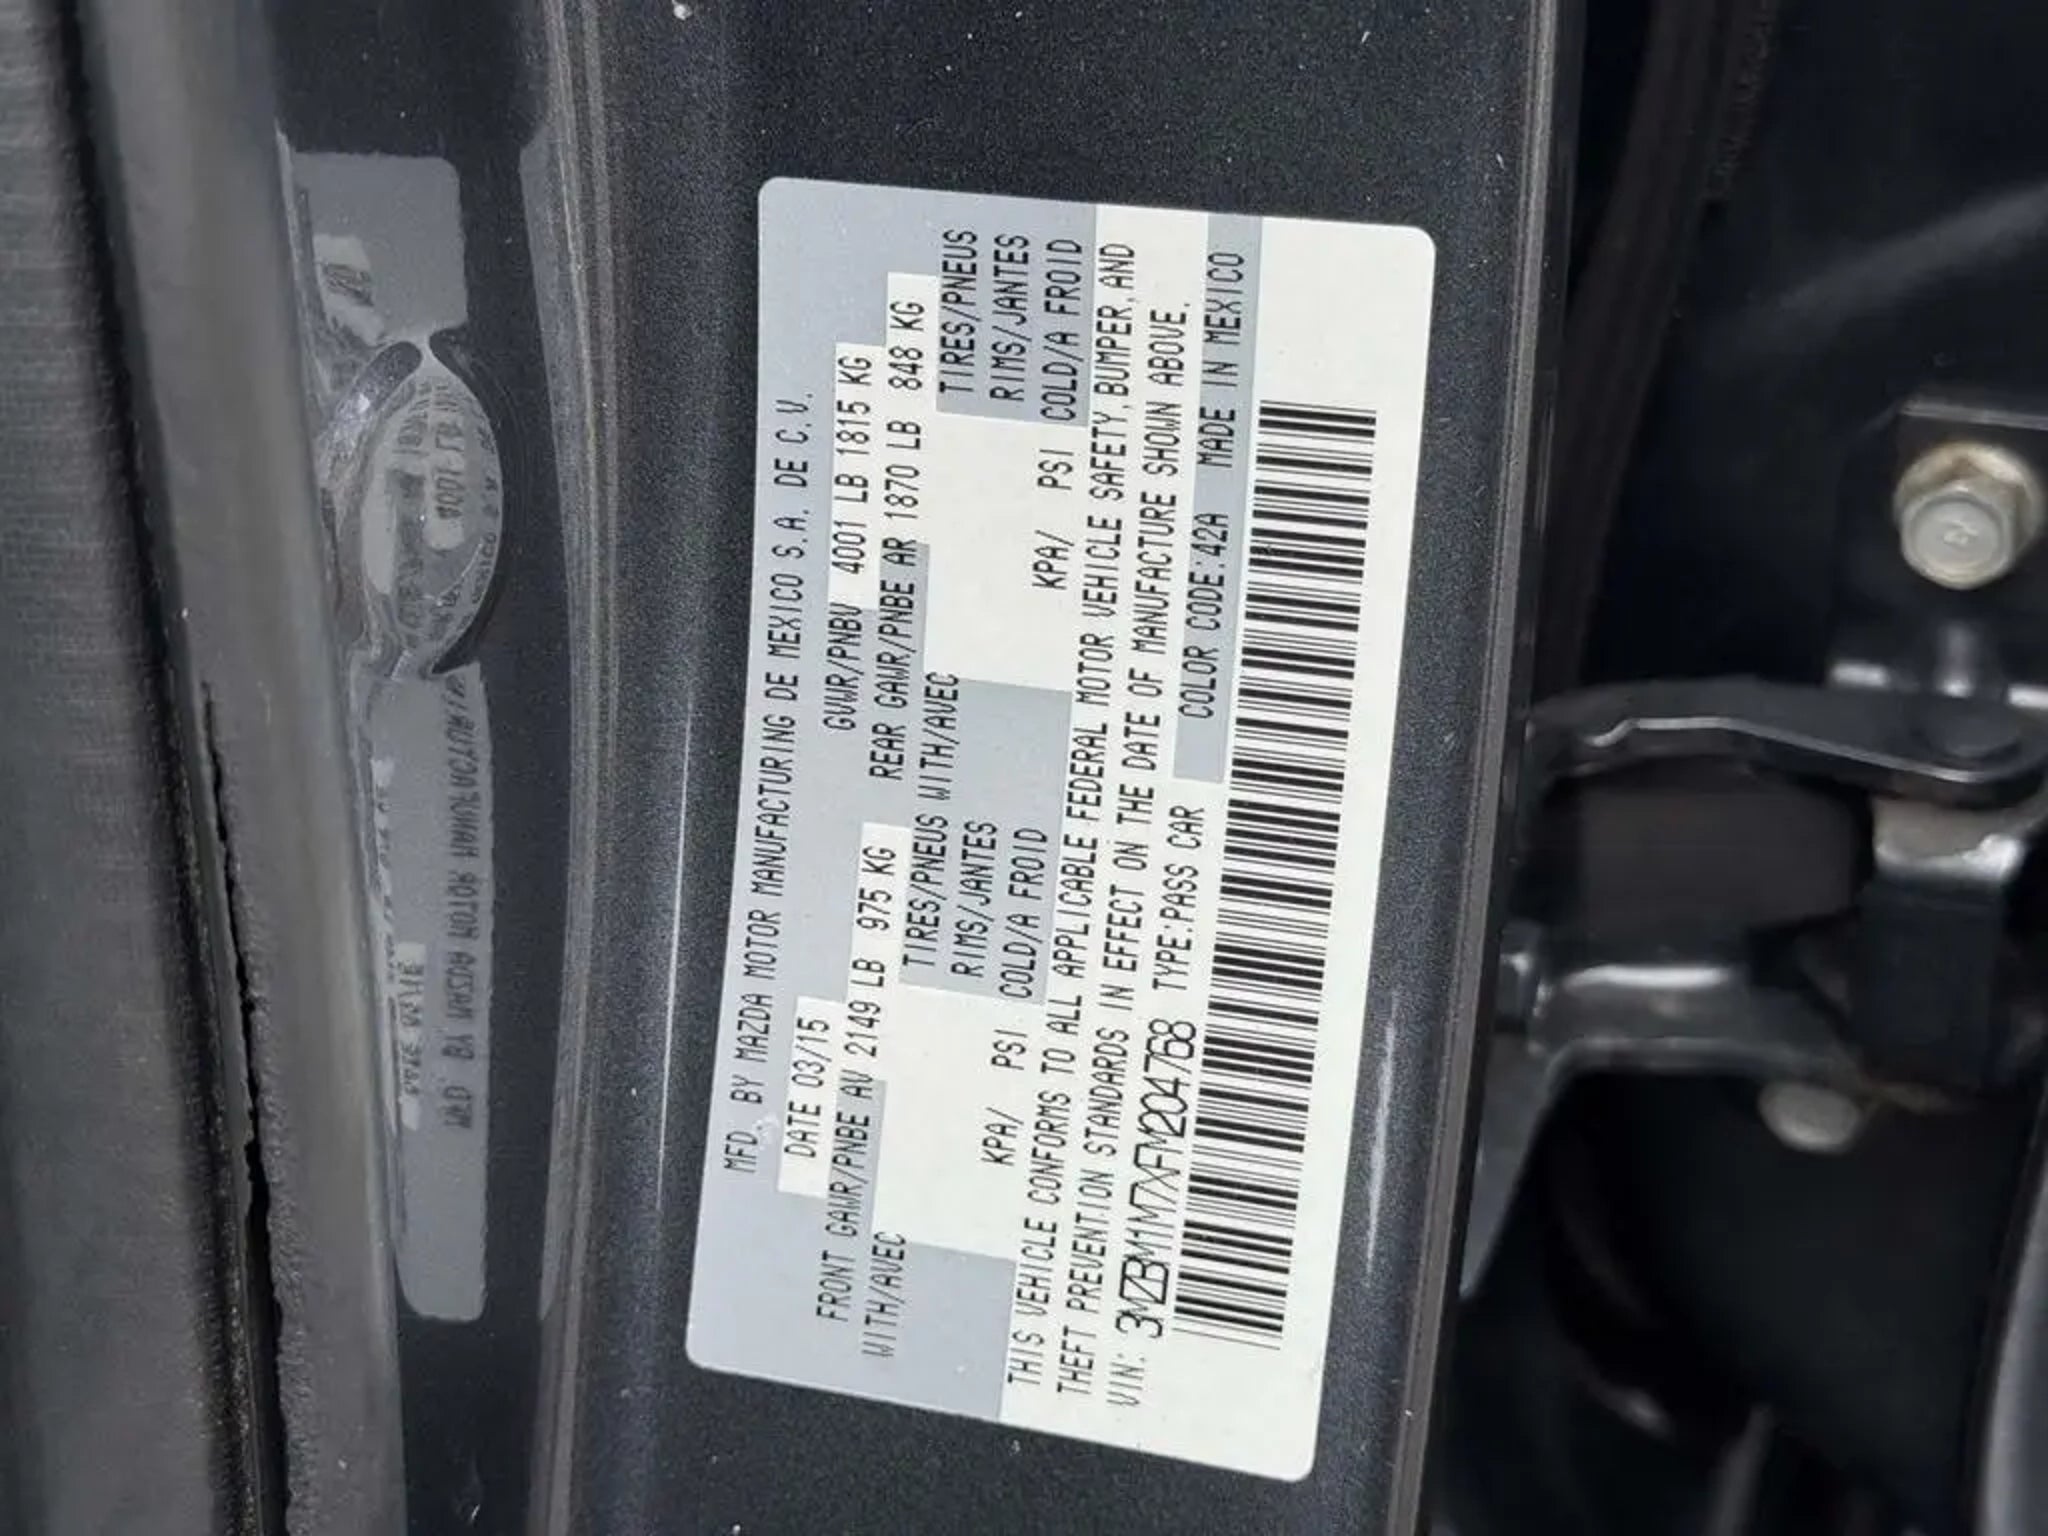 MFD. BY MAZDA MOTOR MANUFACTURING DE MEXICO S.A. DE C.V.
DATE 03/15 GVWR/PNBV 4001 LB 1815 KG
FRONT GAWR/PNBE AV 2149 LB 975 KG REAR GAWR/PNBE AR 1870 LB 848 KG
WITH/AVEC TIRES/PNEUS WITH/AVEC TIRES/PNEUS
RIMS/JANTES RIMS/JANTES
KPA/ PSI COLD/A FROID KPA/ PSI COLD/A FROID
THIS VEHICLE CONFORMS TO ALL APPLICABLE FEDERAL MOTOR VEHICLE SAFETY, BUMPER, AND
THEFT PREVENTION STANDARDS IN EFFECT ON THE DATE OF MANUFACTURE SHOWN ABOVE.
VIN: 3MZBM1M7XFM204768 TYPE:PASS CAR COLOR CODE:42A MADE IN MEXICO